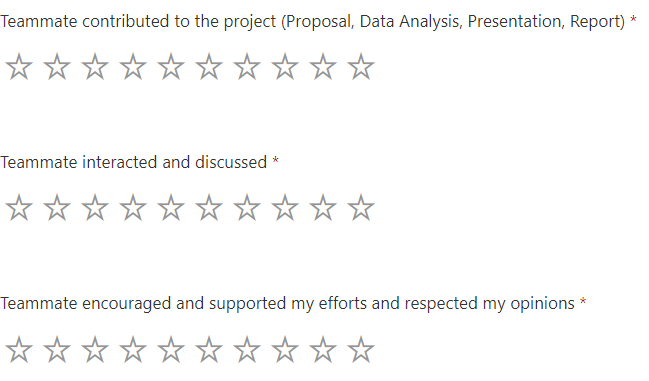 Teammate contributed to the project (Proposal, Data Analysis, Presentation, Report) *
Teammate interacted and discussed *
Teammate encouraged and supported my efforts and respected my opinions *